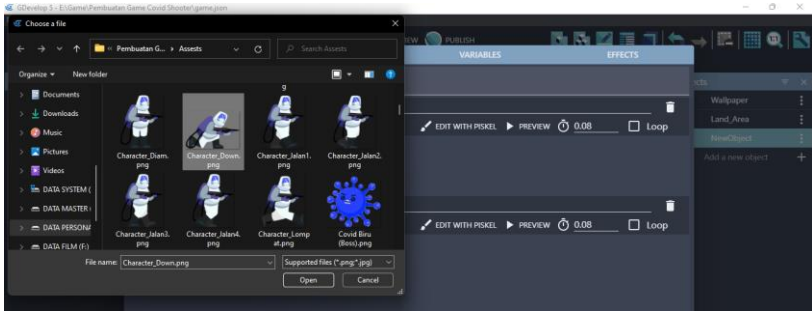 GDevelop 5 - E:\Game\Pembuatan Game Covid Shooter\game.json
Choose a file
Pembuatan G... › Assests
Search Assests
Organize
New folder
Documents
Downloads
Music
Pictures
Videos
DATA SYSTEM (
DATA MASTER (
DATA PERSONA
DATA FILM (F:)
g
Character_Diam.
png
Character_Down.
png
Character_Jalan1.
png
Character_Jalan2.
png
Character_Jalan3.
png
Character_Jalan4.
png
Character_Lomp
at.png
Covid Biru
(Boss).png
File name:
Character_Down.png
Supported files (*.png;*.jpg)
Open
Cancel
PUBLISH
VARIABLES
EFFECTS
EDIT WITH PISKEL
PREVIEW
0.08
Loop
EDIT WITH PISKEL
PREVIEW
0.08
Loop
Wallpaper
Land_Area
NewObject
Add a new object